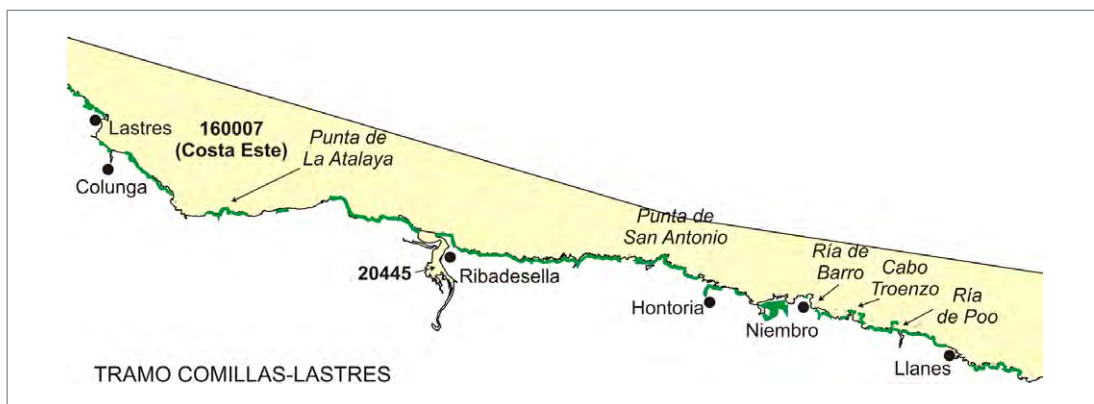 Lastres
160007
(Costa Este)
Punta de
La Atalaya
Colunga
Punta de
San Antonio
Ría de
Barro
Cabo
Troenzo
Ría
de Poo
20445
Ribadesella
Hontoria
Niembro
Llanes
TRAMO COMILLAS-LASTRES